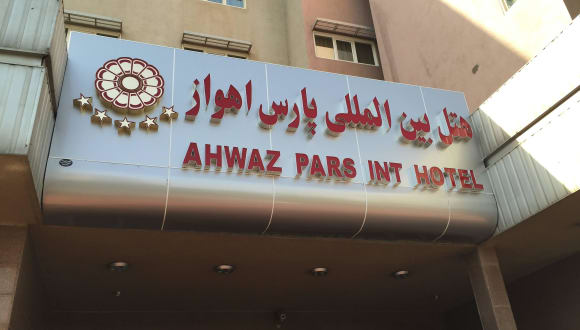 هتل بین المللی پارس اهواز
AHWAZ PARS INT HOTEL